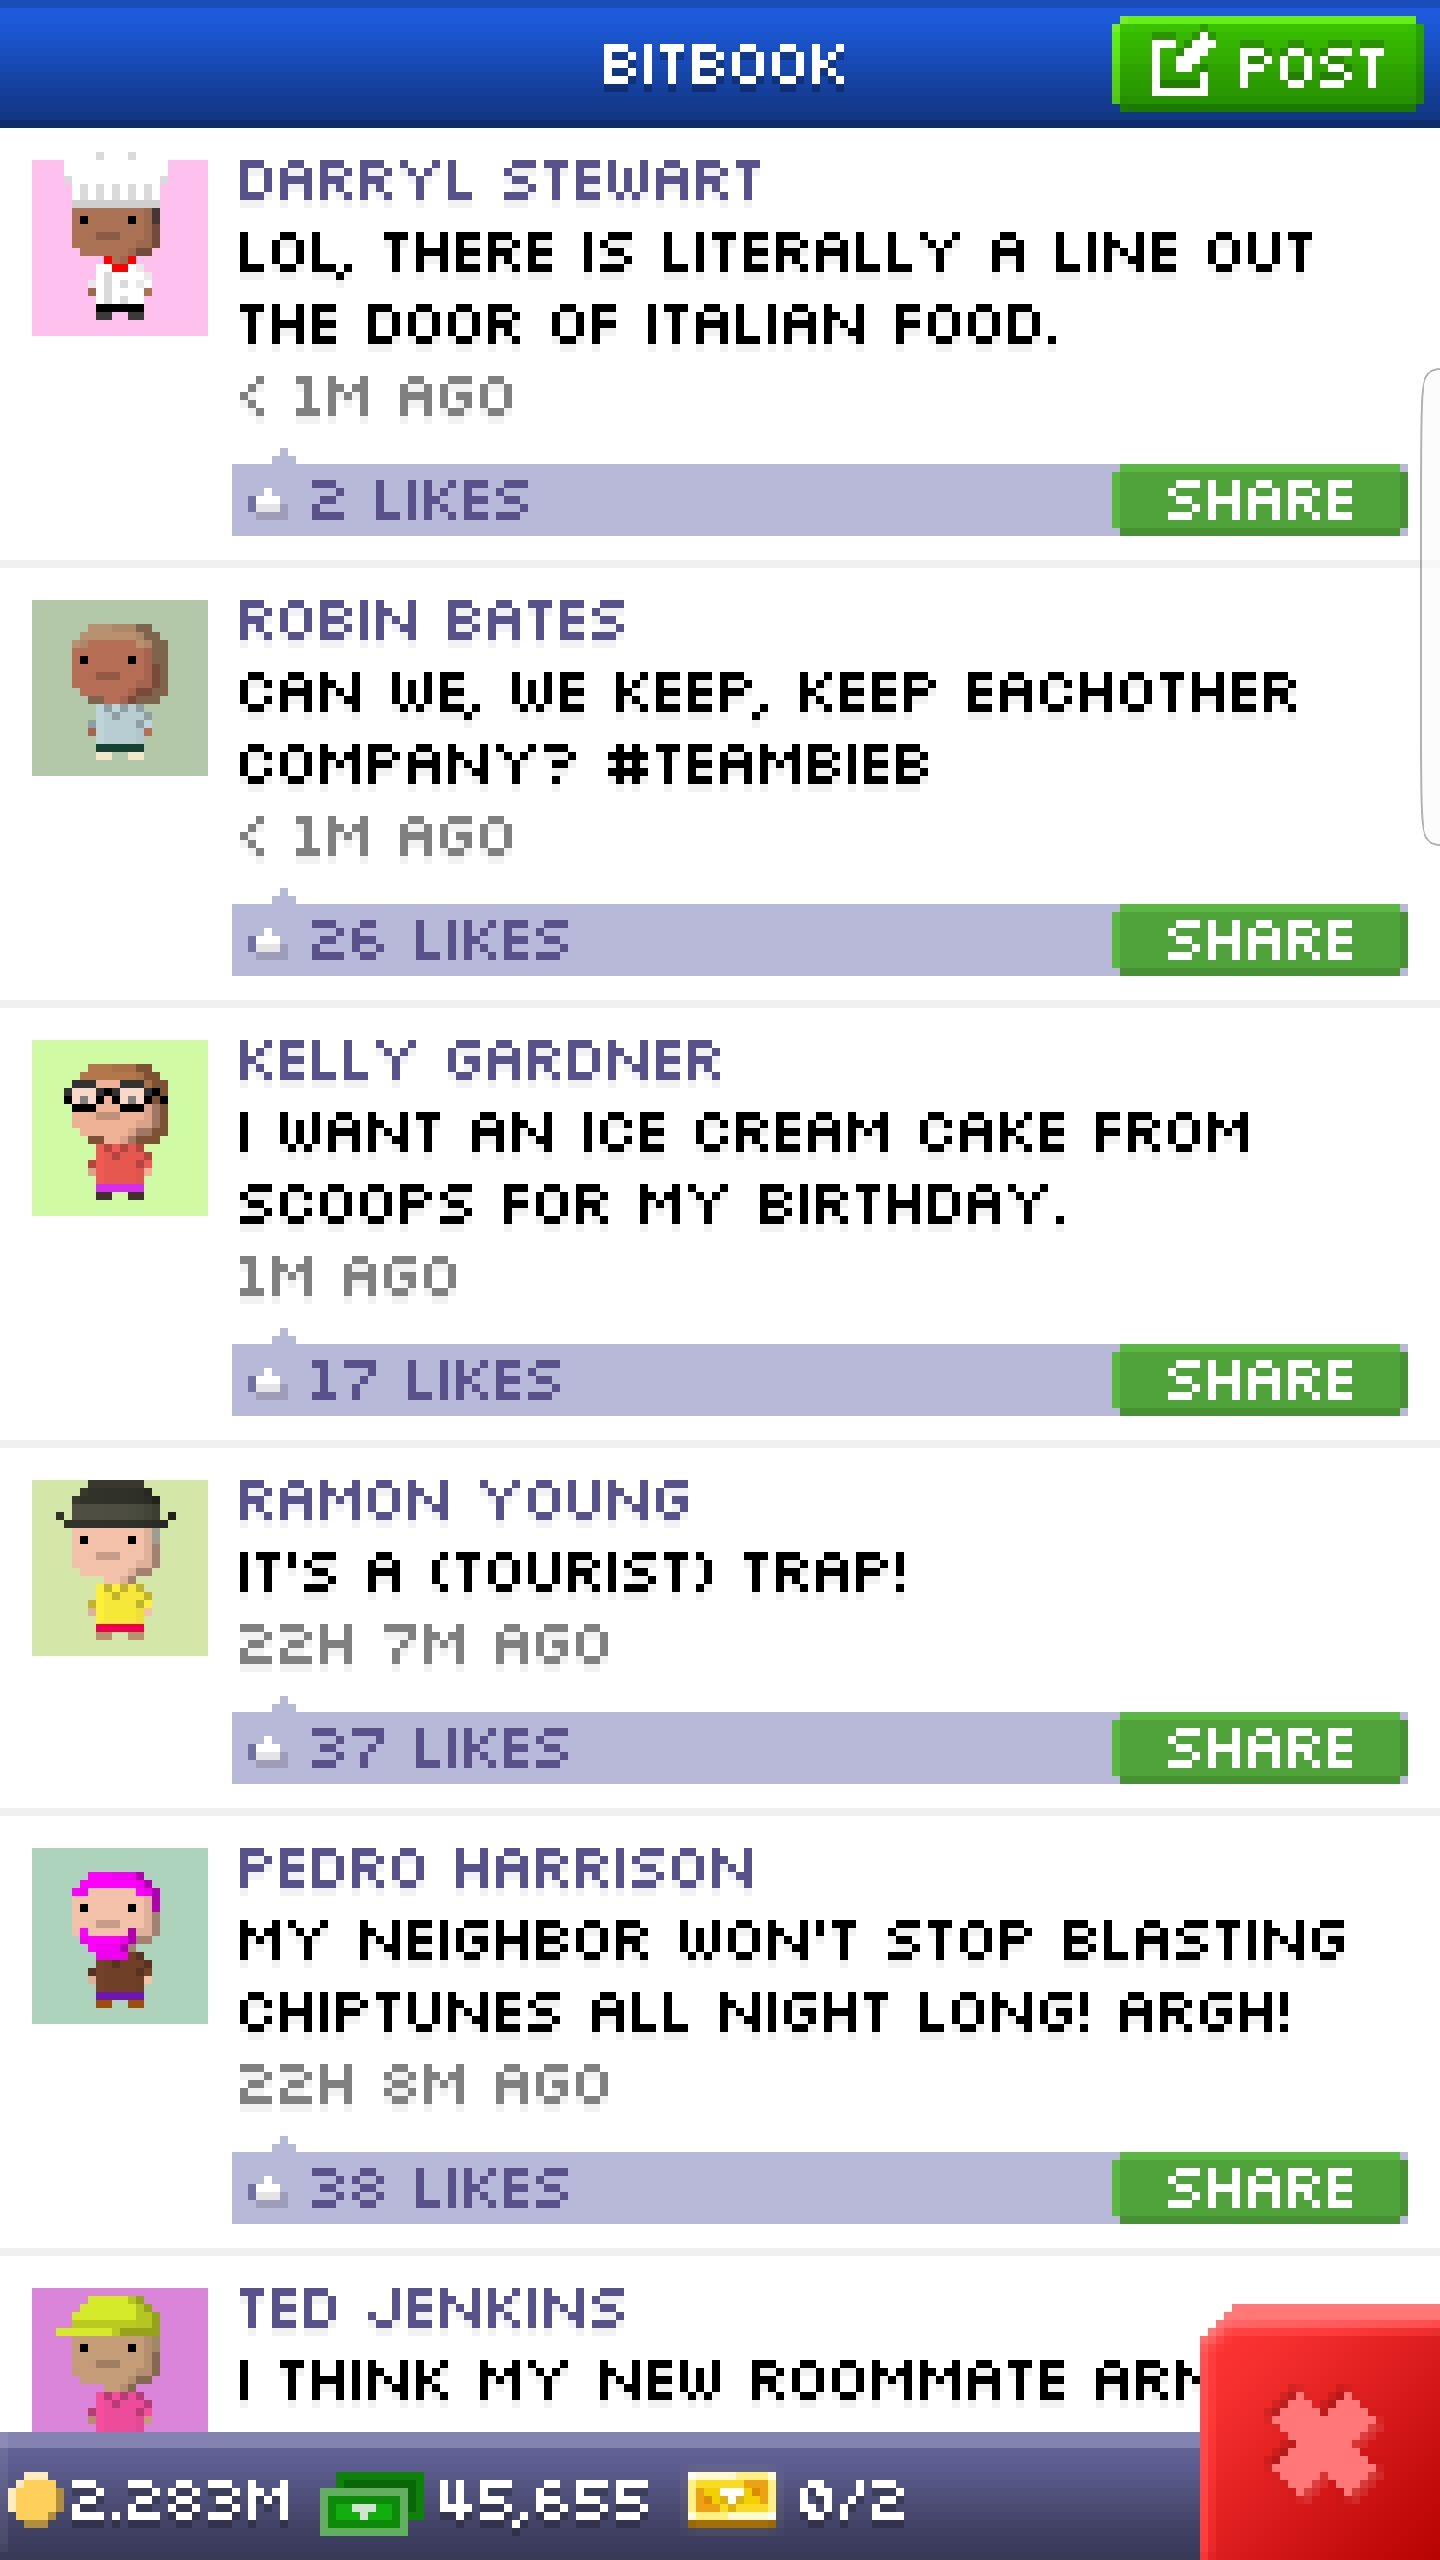 BITBOOK
POST
DARRYL STEWART
LOL, THERE IS LITERALLY A LINE OUT
THE DOOR OF ITALIAN FOOD.
< 1M AGO
2 LIKES
SHARE
ROBIN BATES
CAN WE, WE KEEP, KEEP EACHOTHER
COMPANY? #TEAMBIEB
< 1M AGO
26 LIKES
SHARE
KELLY GARDNER
I WANT AN ICE CREAM CAKE FROM
SCOOPS FOR MY BIRTHDAY.
1M AGO
17 LIKES
SHARE
RAMON YOUNG
IT'S A (TOURIST) TRAP!
22H 7M AGO
37 LIKES
SHARE
PEDRO HARRISON
MY NEIGHBOR WON'T STOP BLASTING
CHIPTUNES ALL NIGHT LONG! ARGH!
22H 8M AGO
38 LIKES
SHARE
TED JENKINS
I THINK MY NEW ROOMMATE
2.283M
45,655
0/2